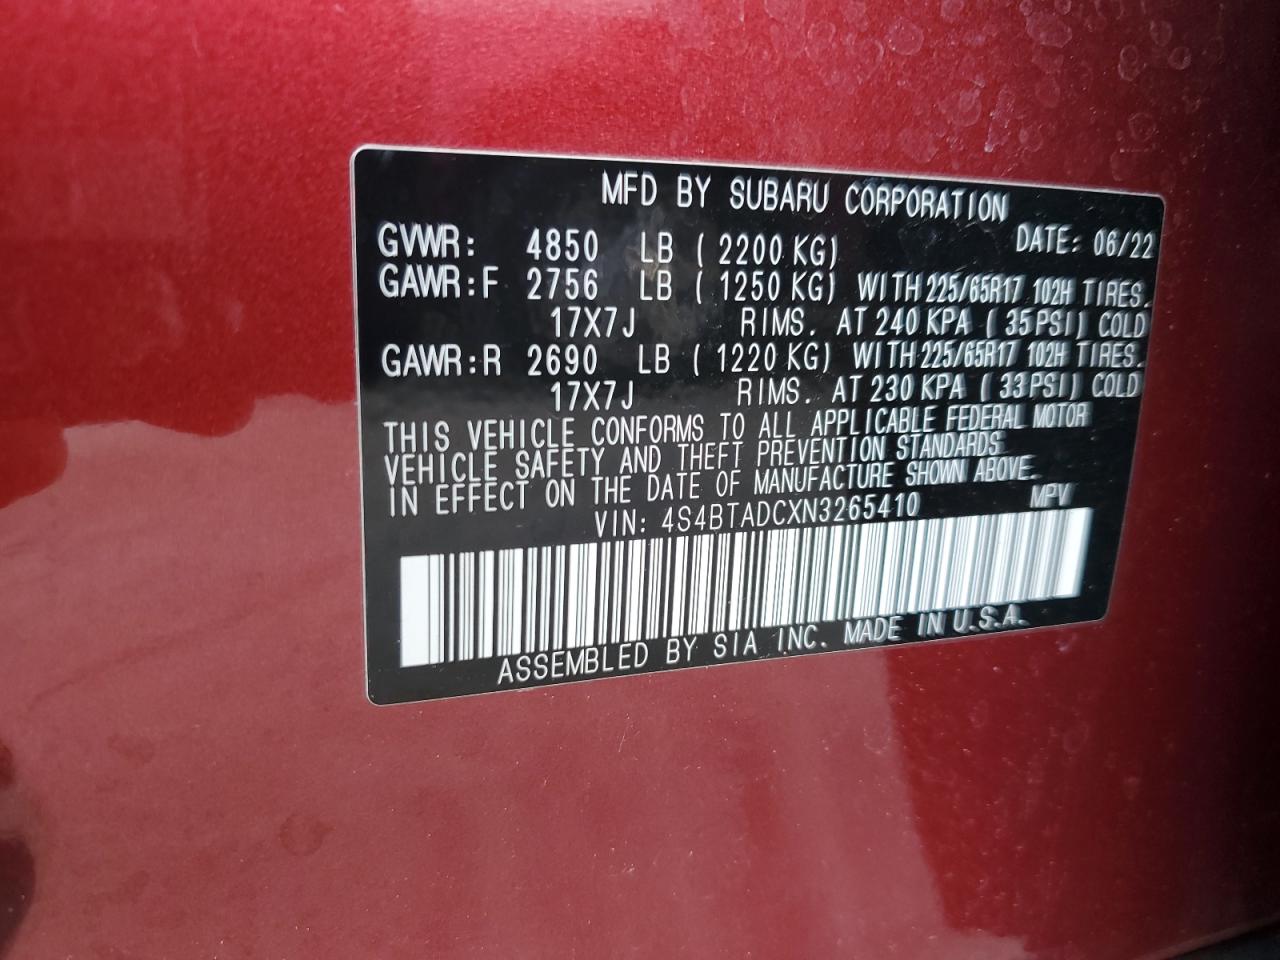 MFD BY SUBARU CORPORATION
GVWR: 4850 LB ( 2200 KG) DATE: 06/22
GAWR:F 2756 LB ( 1250 KG) WITH 225/65R17 102H TIRES.
17X7J RIMS. AT 240 KPA ( 35 PSI) COLD
GAWR:R 2690 LB ( 1220 KG) WITH 225/65R17 102H TIRES.
17X7J RIMS. AT 230 KPA ( 33 PSI) COLD
THIS VEHICLE CONFORMS TO ALL APPLICABLE FEDERAL MOTOR
VEHICLE SAFETY AND THEFT PREVENTION STANDARDS
IN EFFECT ON THE DATE OF MANUFACTURE SHOWN ABOVE.
VIN: 4S4BTADCXN3265410 MPV
ASSEMBLED BY SIA INC. MADE IN U.S.A.